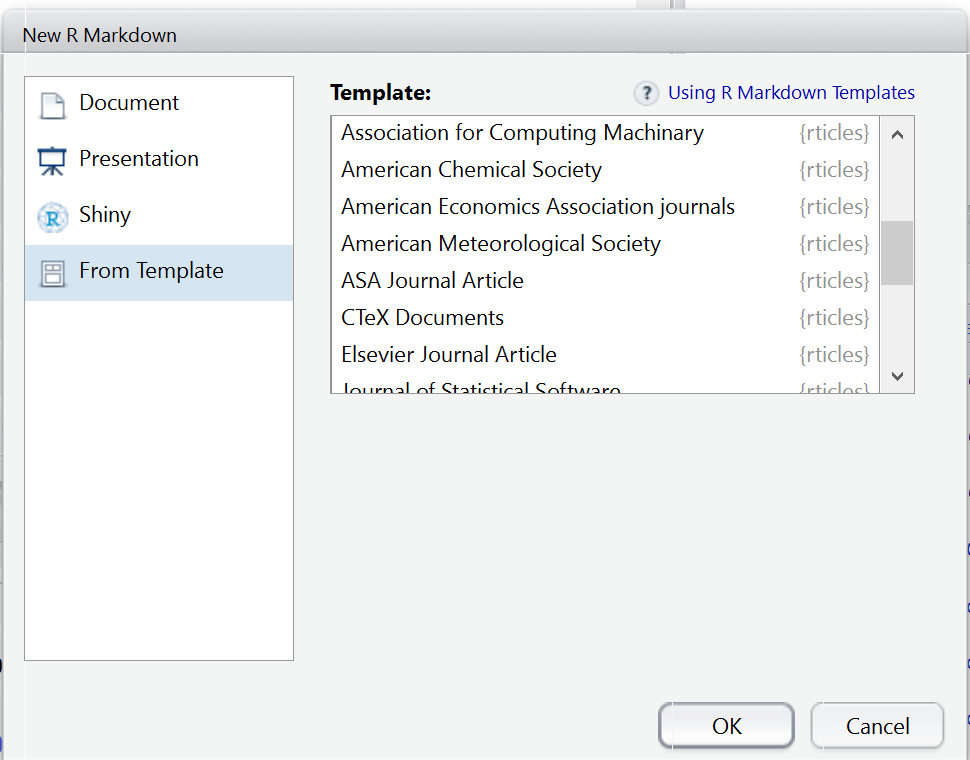 New R Markdown
Document
Presentation
Shiny
From Template
Template:
? Using R Markdown Templates
Association for Computing Machinary {rticles}
American Chemical Society {rticles}
American Economics Association journals {rticles}
American Meteorological Society {rticles}
ASA Journal Article {rticles}
CTeX Documents {rticles}
Elsevier Journal Article {rticles}
Journal of Statistical Software {rticles}
OK
Cancel